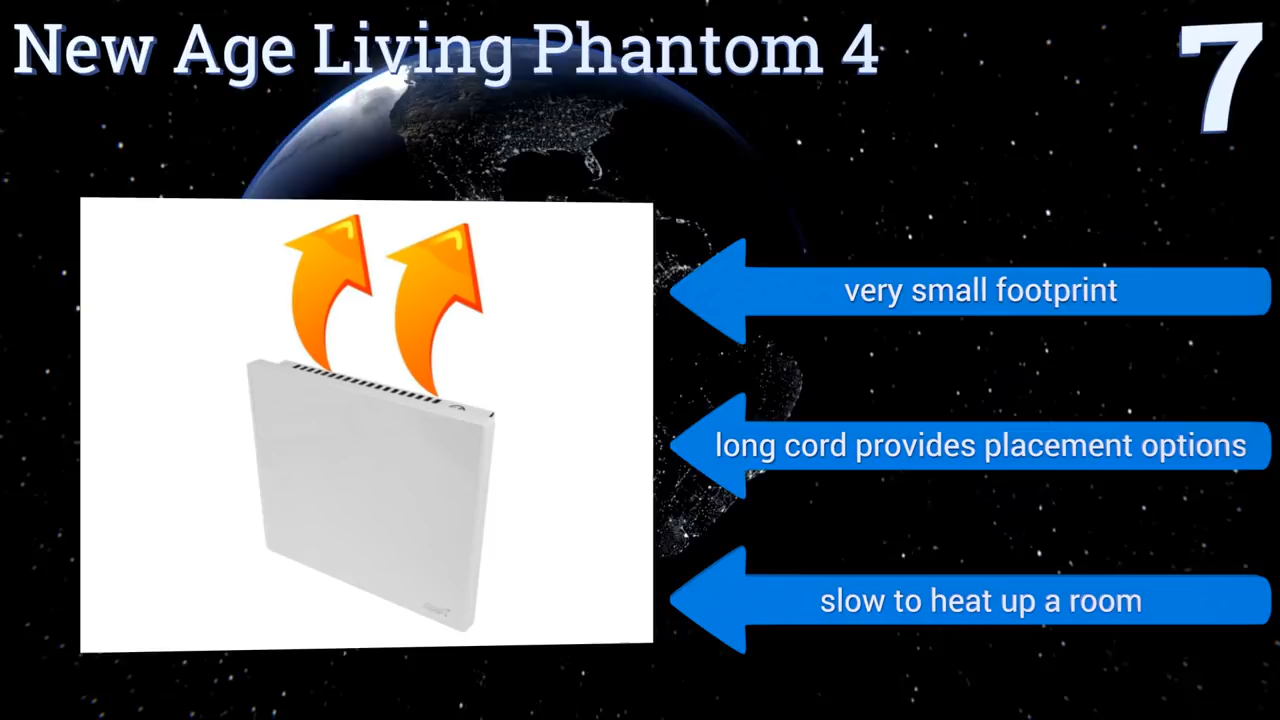 New Age Living Phantom 4
7
very small footprint
long cord provides placement options
slow to heat up a room